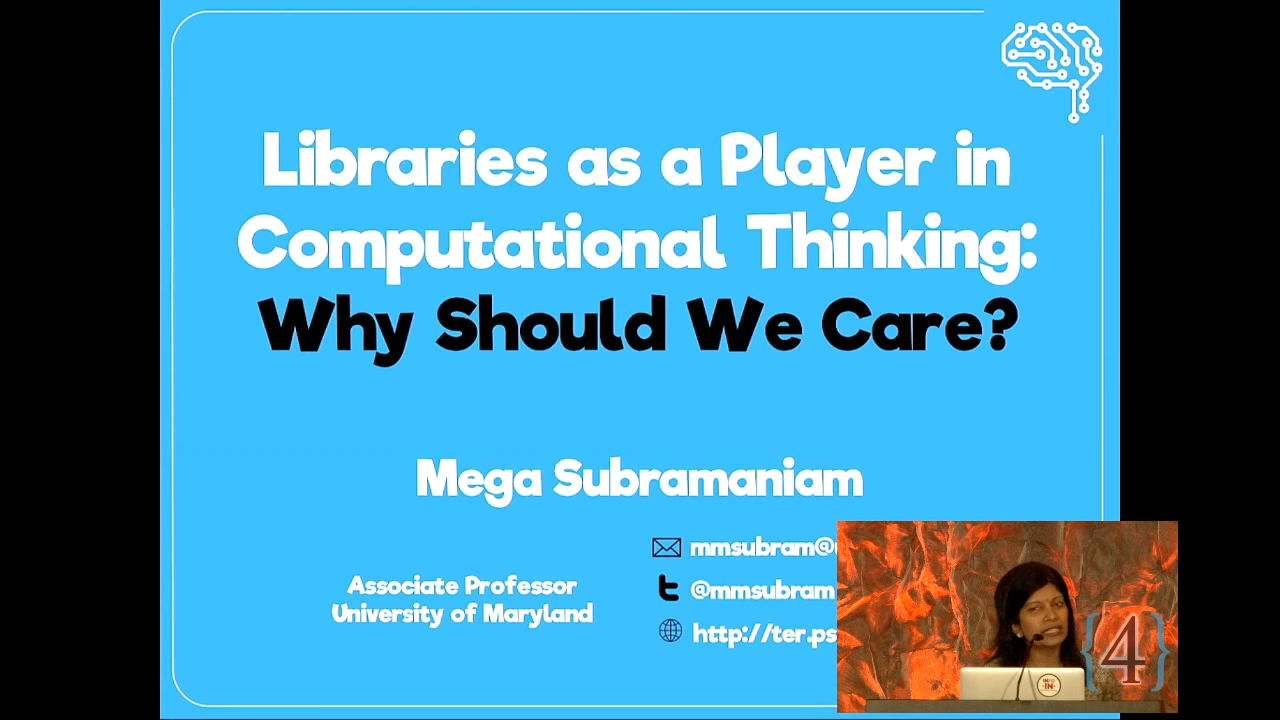 Libraries as a Player in
Computational Thinking:
Why Should We Care?
Mega Subramaniam
Associate Professor
University of Maryland
mmsubram@
@mmsubram
http://ter.ps
{4}
IN